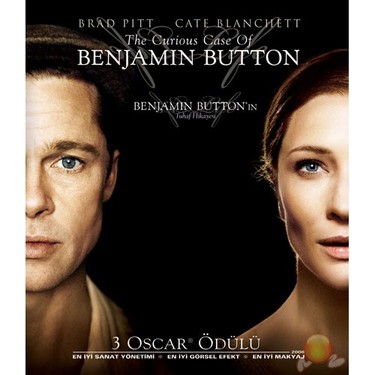 BRAD PITT CATE BLANCHETT
The Curious Case Of
BENJAMIN BUTTON
BENJAMIN BUTTON'IN
Tuhaf Hikayesi
3 OSCAR® ÖDÜLÜ
EN İYİ SANAT YÖNETİMİ • EN İYİ GÖRSEL EFEKT • EN İYİ MAKYAJ